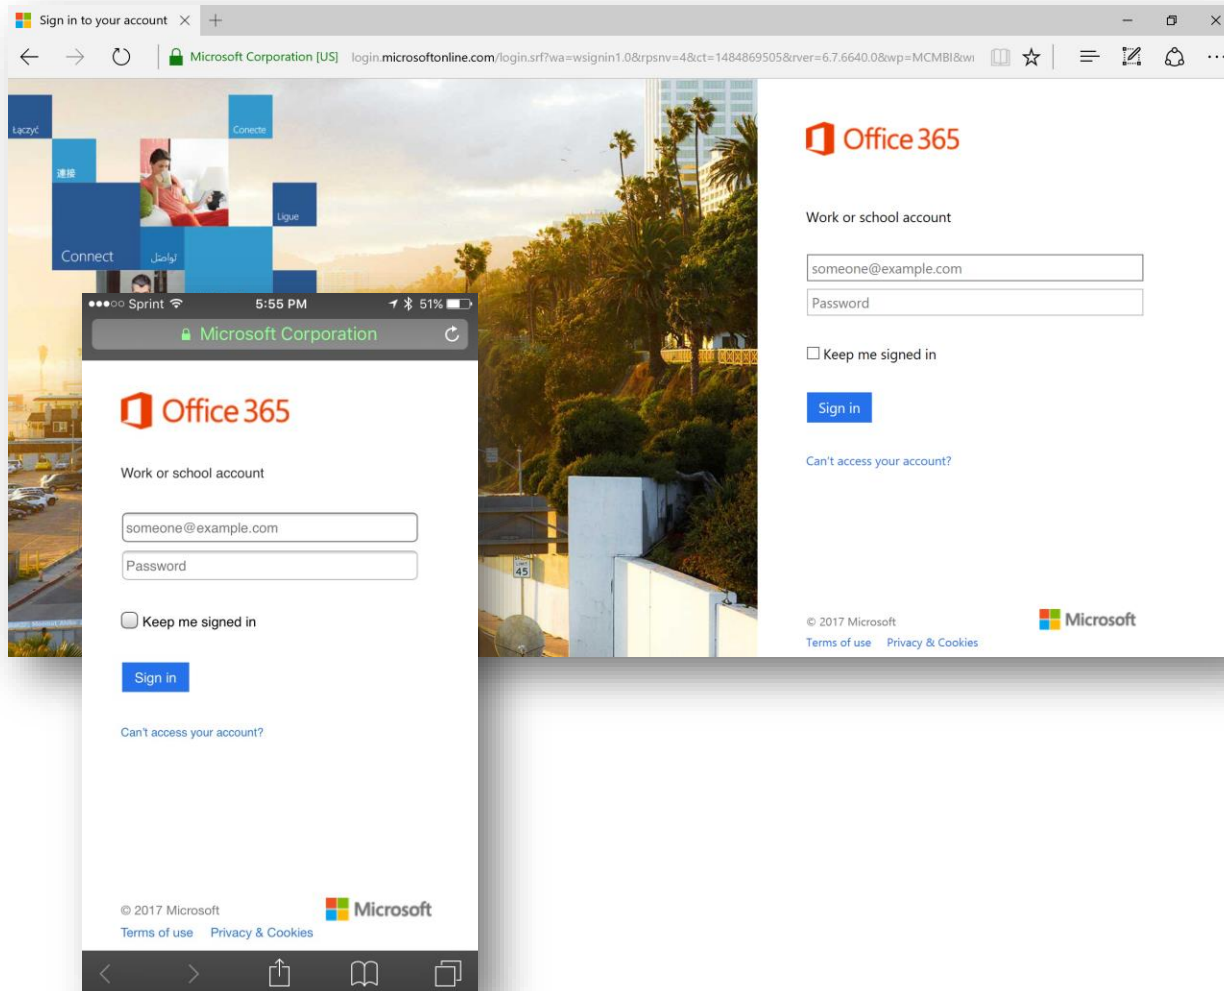 Sign in to your account
Microsoft Corporation [US] login.microsoftonline.com/login.srf?wa=wsignin1.0&rpsnv=4&ct=1484869505&rver=6.7.6640.0&wp=MCMBI&wr
Łączyć
Conecte
連接
Ligue
Connect
تواصل
Office 365
Work or school account
someone@example.com
Password
Keep me signed in
Sign in
Can't access your account?
© 2017 Microsoft
Microsoft
Terms of use Privacy & Cookies
LIMIT
45
Sprint 5:55 PM 51%
Microsoft Corporation
Office 365
Work or school account
someone@example.com
Password
Keep me signed in
Sign in
Can't access your account?
© 2017 Microsoft
Microsoft
Terms of use Privacy & Cookies